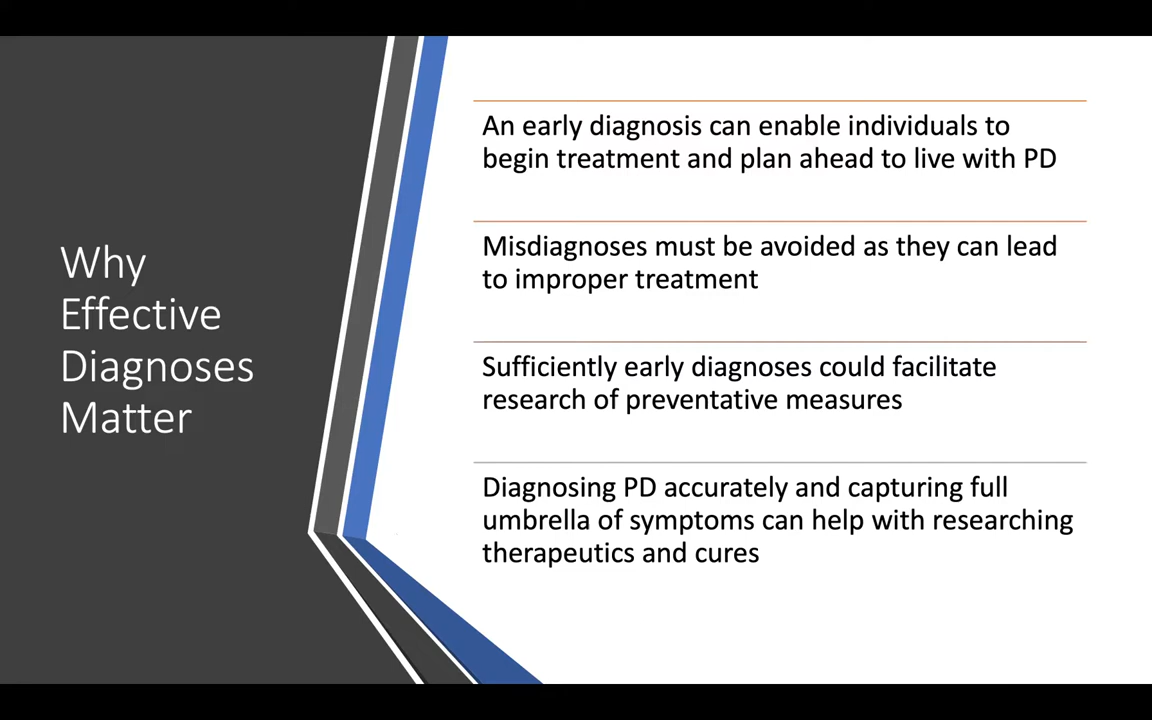 Why
Effective
Diagnoses
Matter
An early diagnosis can enable individuals to
begin treatment and plan ahead to live with PD
Misdiagnoses must be avoided as they can lead
to improper treatment
Sufficiently early diagnoses could facilitate
research of preventative measures
Diagnosing PD accurately and capturing full
umbrella of symptoms can help with researching
therapeutics and cures